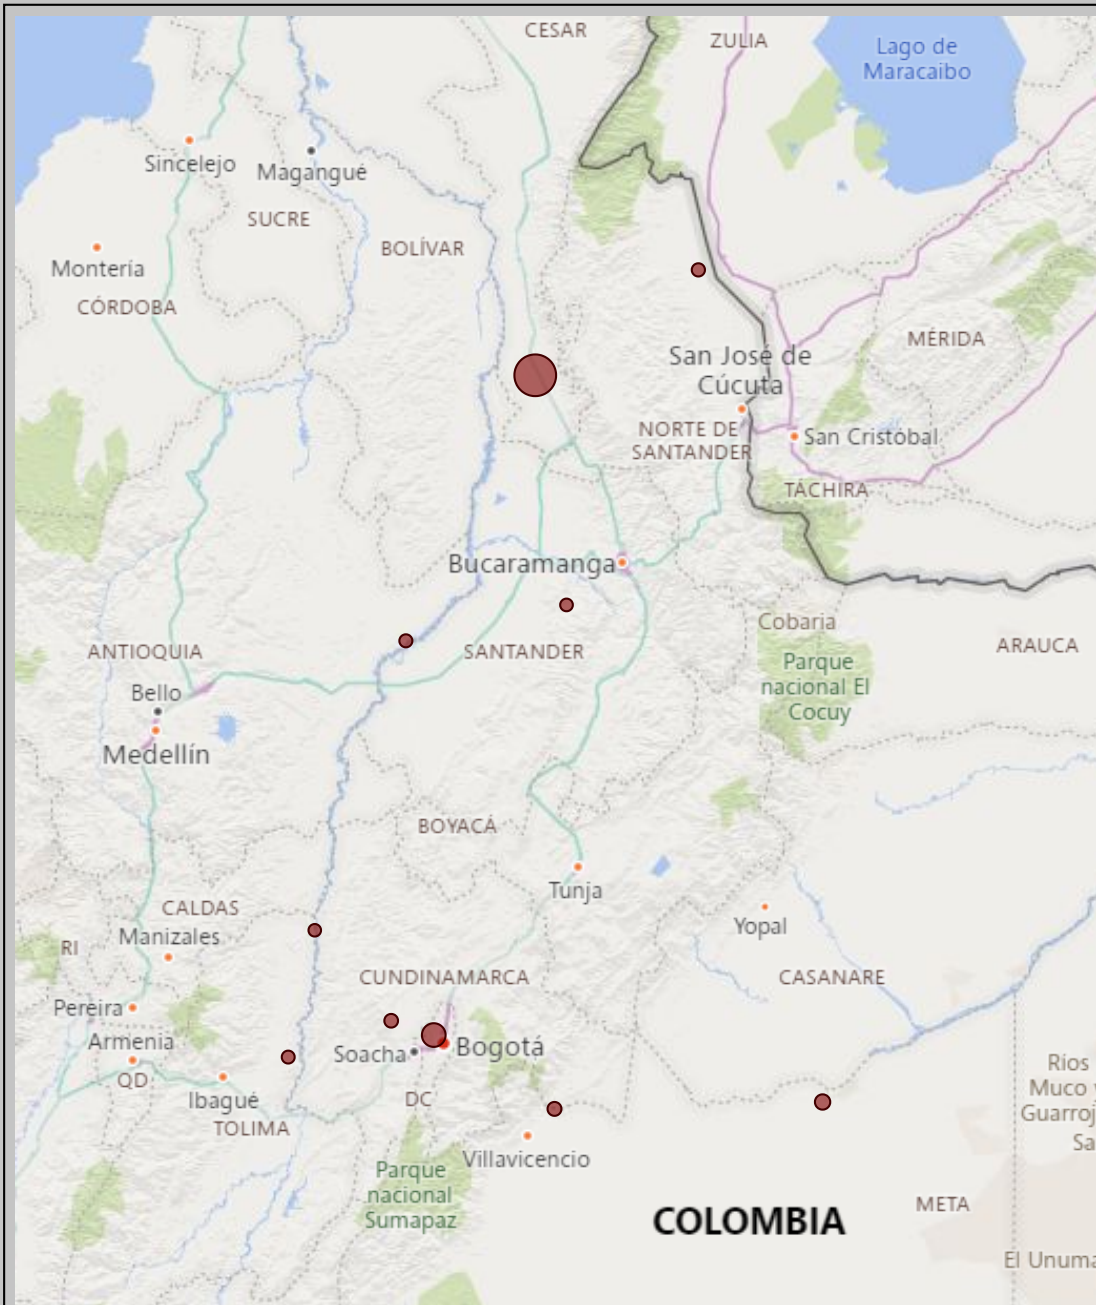 CESAR
ZULIA
Lago de
Maracaibo
Sincelejo
Magangué
SUCRE
BOLÍVAR
Montería
CÓRDOBA
MÉRIDA
San José de
Cúcuta
NORTE DE
SANTANDER
San Cristóbal
TÁCHIRA
Bucaramanga
Cobaria
ARAUCA
ANTIOQUIA
SANTANDER
Parque
nacional El
Cocuy
Bello
Medellín
BOYACÁ
Tunja
CALDAS
Yopal
Manizales
RI
CUNDINAMARCA
CASANARE
Pereira
Armenia
Soacha
Bogotá
QD
Ibagué
DC
TOLIMA
Rios
Muco y
Guarroj
Sa
Villavicencio
Parque
nacional
Sumapaz
META
COLOMBIA
El Unuma